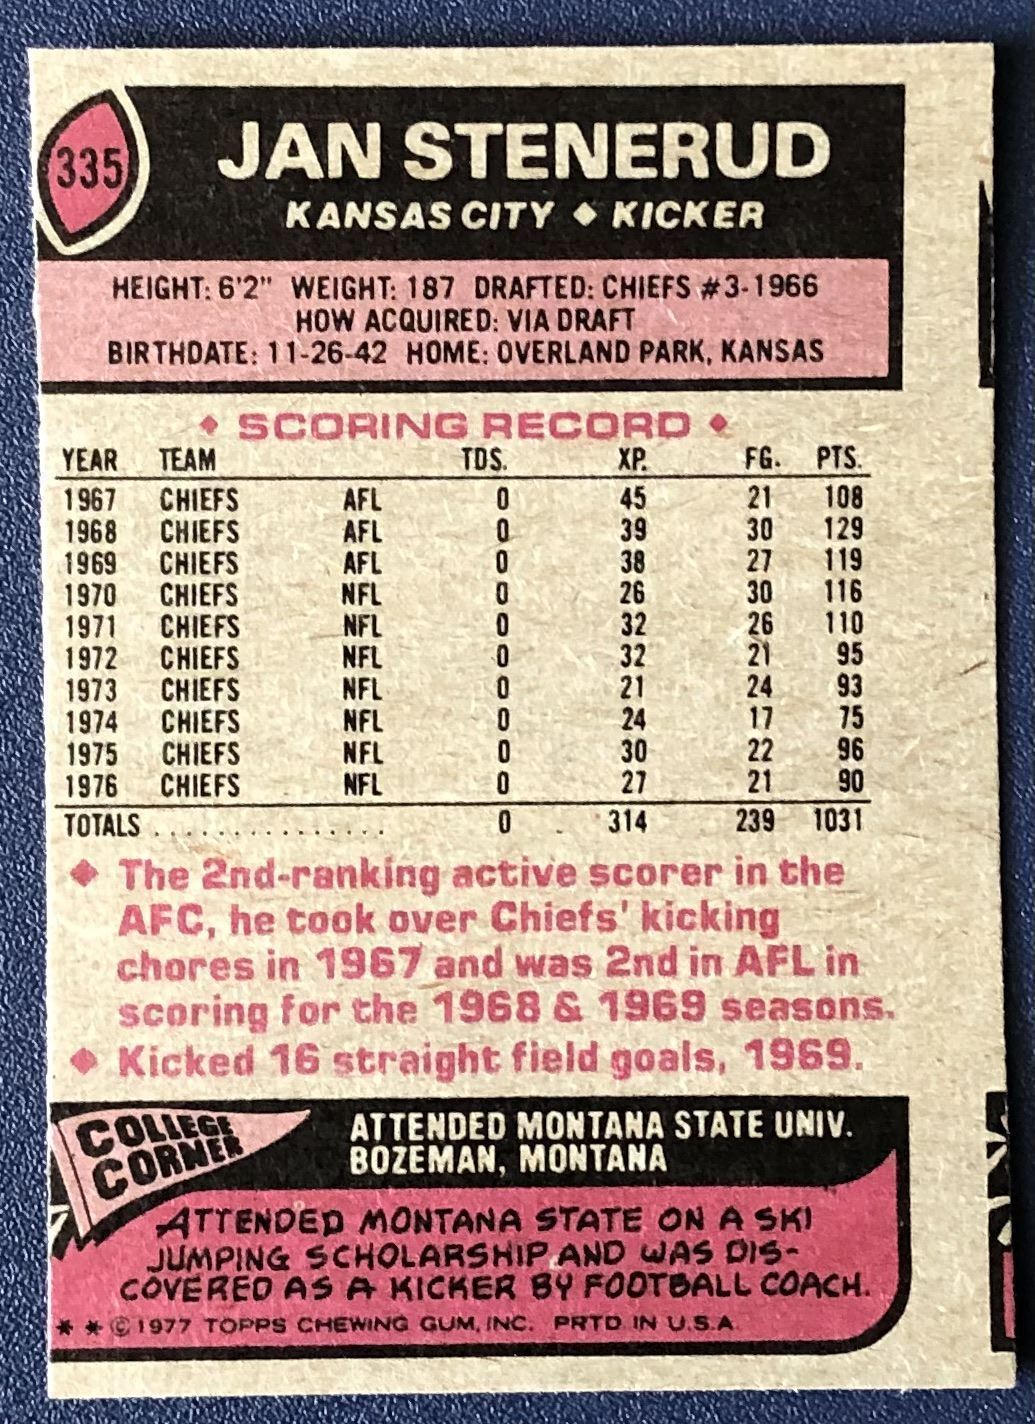 335
JAN STENERUD
KANSAS CITY ♦ KICKER
HEIGHT: 6'2" WEIGHT: 187 DRAFTED: CHIEFS #3-1966
HOW ACQUIRED: VIA DRAFT
BIRTHDATE: 11-26-42 HOME: OVERLAND PARK, KANSAS
♦ SCORING RECORD ♦
YEAR TEAM TDS. XP. FG. PTS.
1967 CHIEFS AFL 0 45 21 108
1968 CHIEFS AFL 0 39 30 129
1969 CHIEFS AFL 0 38 27 119
1970 CHIEFS NFL 0 26 30 116
1971 CHIEFS NFL 0 32 26 110
1972 CHIEFS NFL 0 32 21 95
1973 CHIEFS NFL 0 21 24 93
1974 CHIEFS NFL 0 24 17 75
1975 CHIEFS NFL 0 30 22 96
1976 CHIEFS NFL 0 27 21 90
TOTALS ............... 0 314 239 1031
♦ The 2nd-ranking active scorer in the
AFC, he took over Chiefs' kicking
chores in 1967 and was 2nd in AFL in
scoring for the 1968 & 1969 seasons.
♦ Kicked 16 straight field goals, 1969.
COLLEGE
CORNER
ATTENDED MONTANA STATE UNIV.
BOZEMAN, MONTANA
ATTENDED MONTANA STATE ON A SKI
JUMPING SCHOLARSHIP AND WAS DIS-
COVERED AS A KICKER BY FOOTBALL COACH.
* * © 1977 TOPPS CHEWING GUM, INC. PRTD IN U.S.A.